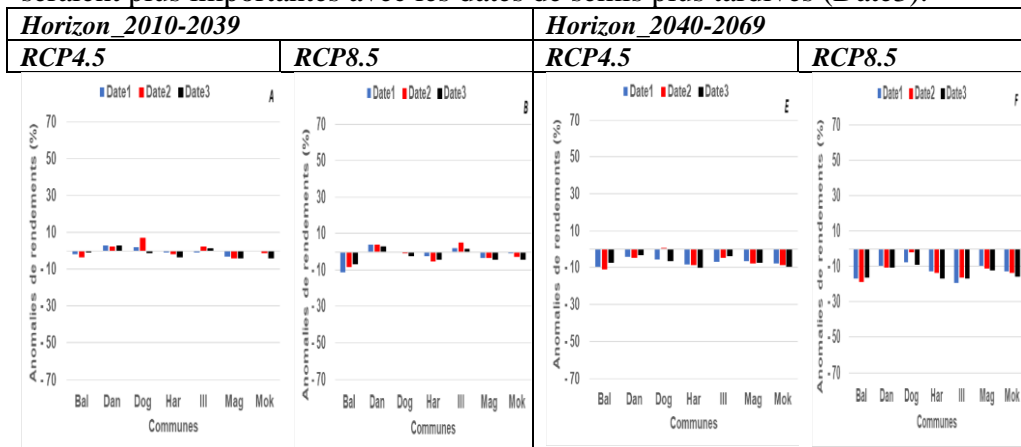 seraient plus importantes avec les dates de semis plus tardives (Date3).
Horizon_2010-2039 Horizon_2040-2069
RCP4.5 RCP8.5 RCP4.5 RCP8.5
Date1 Date2 Date3 A
Anomalies de rendements (%)
70
50
30
10
-10
-30
-50
-70
Bal Dan Dog Har Ill Mag Mok
Communes
Date1 Date2 Date3 B
Anomalies de rendements (%)
70
50
30
10
-10
-30
-50
-70
Bal Dan Dog Har Ill Mag Mok
Communes
Date1 Date2 Date3 E
Anomalies de rendements (%)
70
50
30
10
-10
-30
-50
-70
Bal Dan Dog Har Ill Mag Mok
Communes
Date1 Date2 Date3 F
Anomalies de rendements (%)
70
50
30
10
-10
-30
-50
-70
Bal Dan Dog Har Ill Mag Mok
Communes